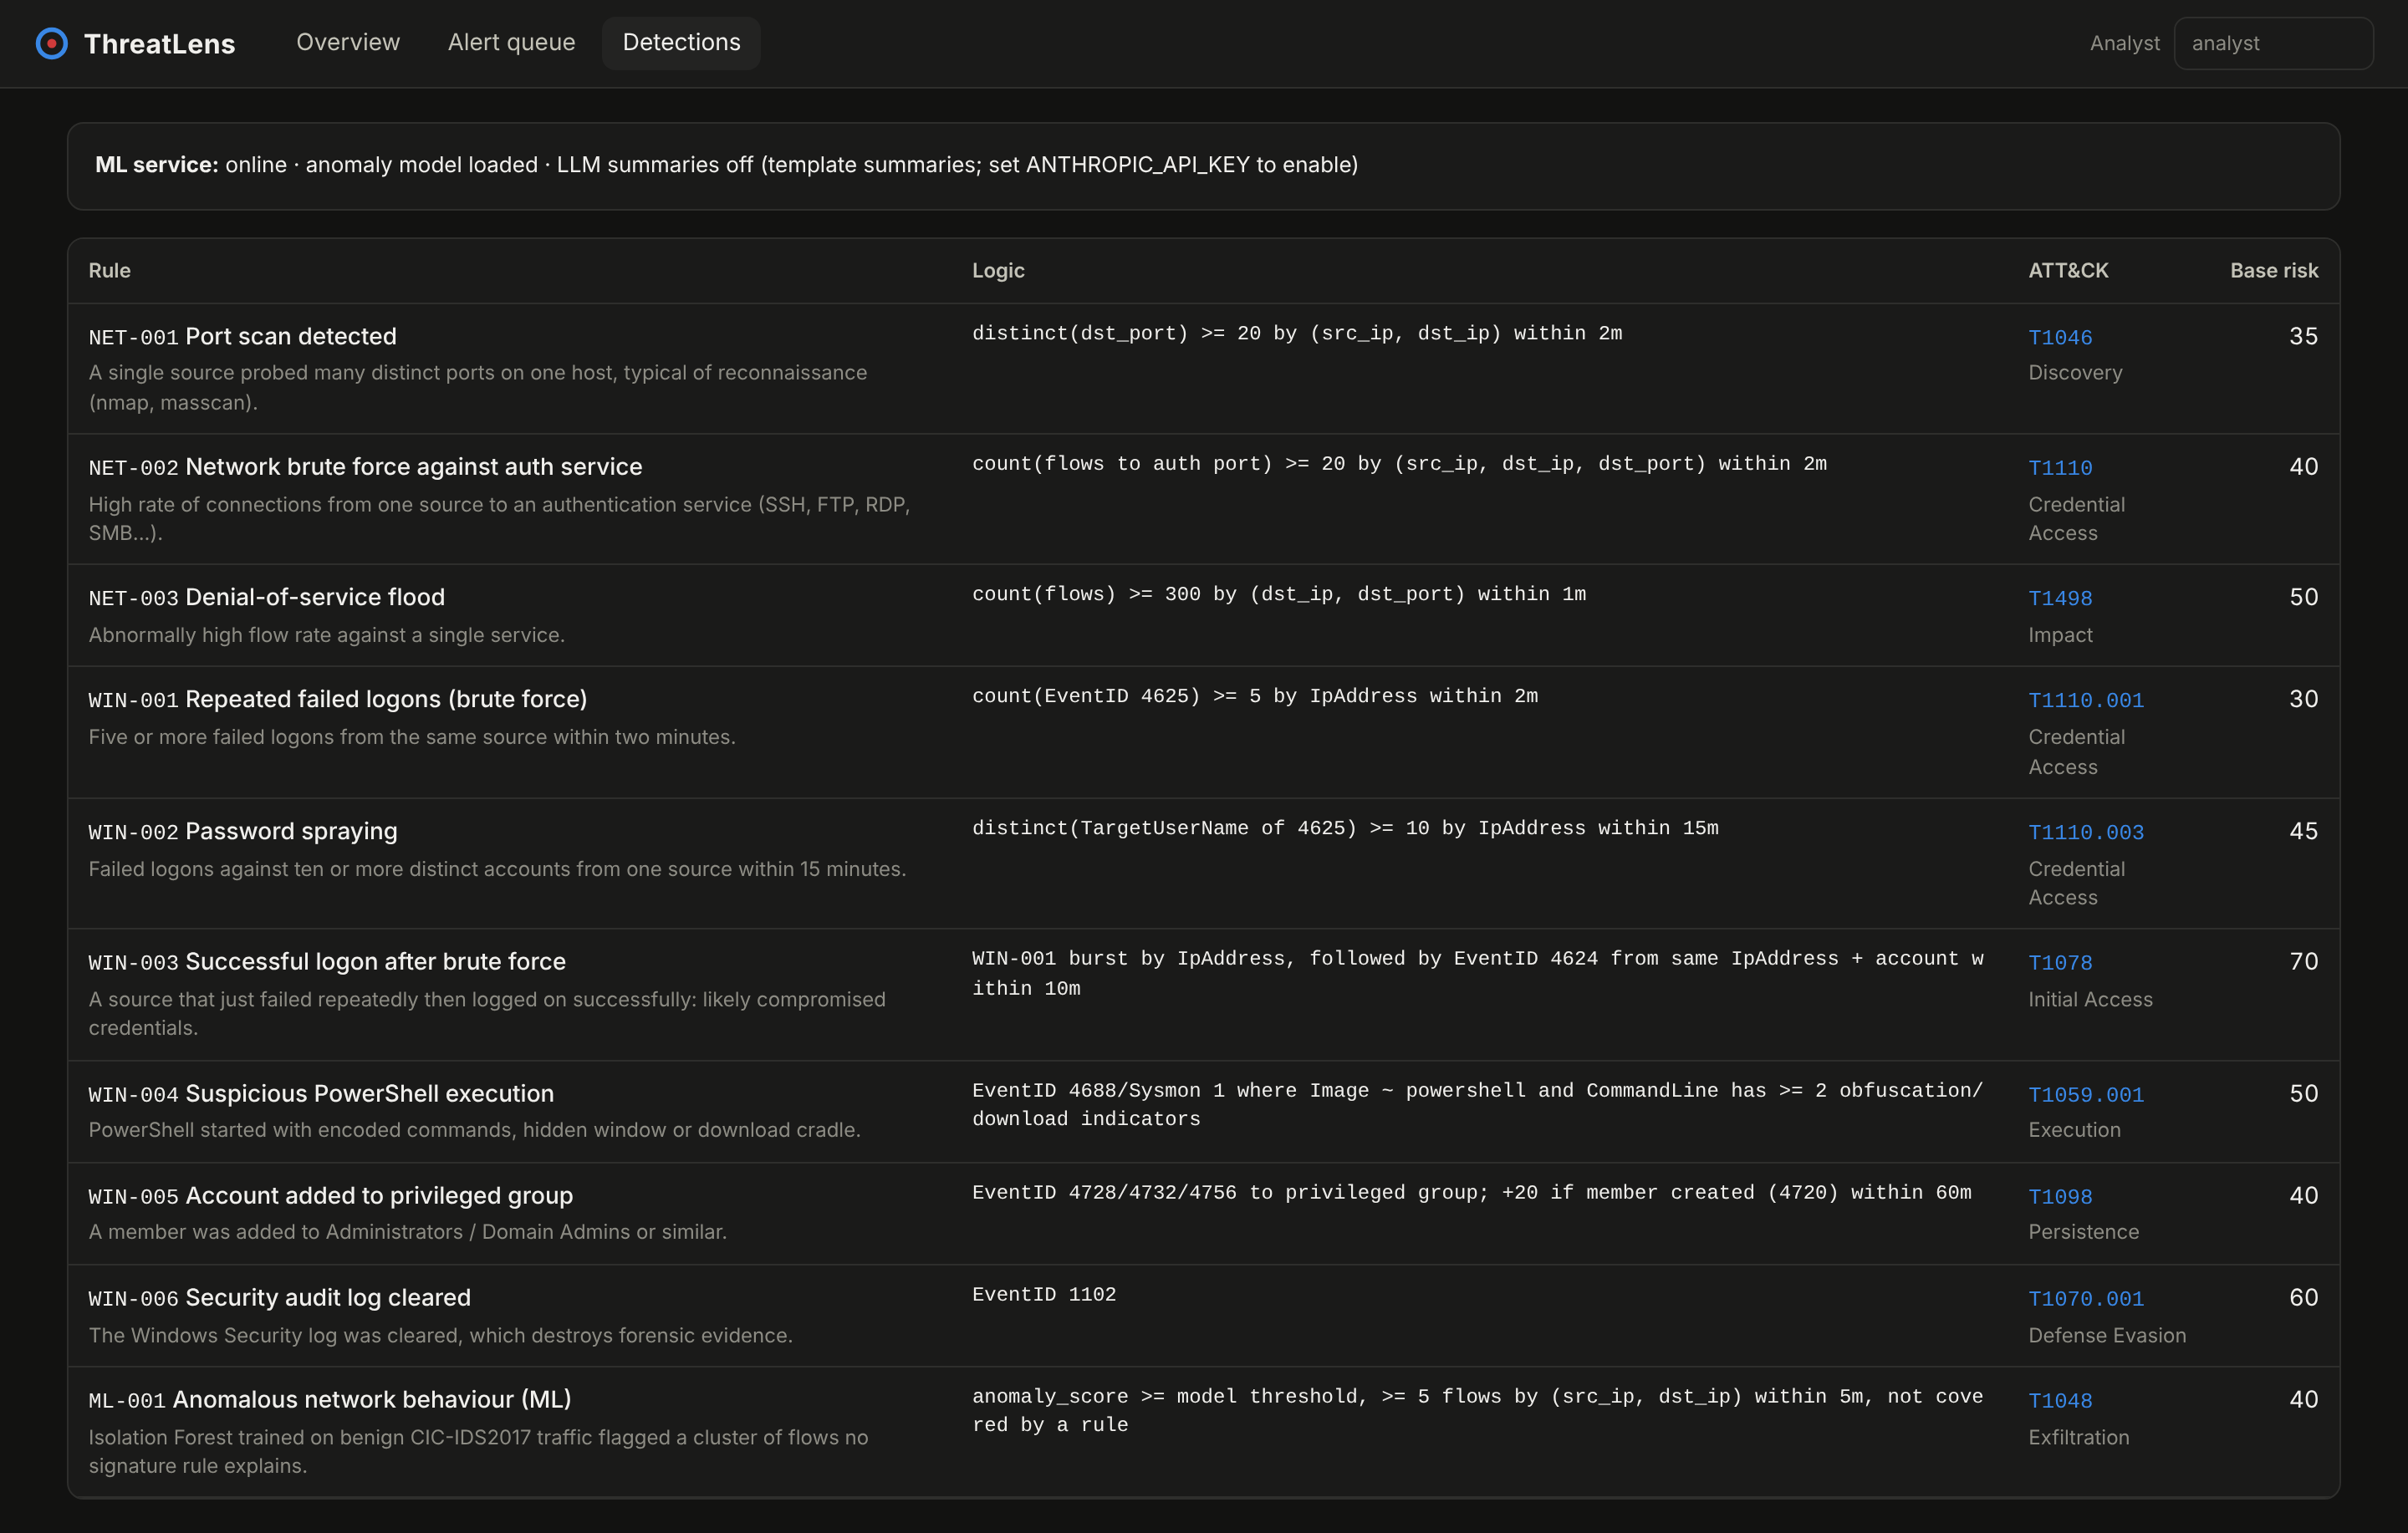 ThreatLens Overview Alert queue Detections Analyst analyst
ML service: online · anomaly model loaded · LLM summaries off (template summaries; set ANTHROPIC_API_KEY to enable)
Rule Logic ATT&CK Base risk
NET-001 Port scan detected distinct(dst_port) >= 20 by (src_ip, dst_ip) within 2m T1046 35
A single source probed many distinct ports on one host, typical of reconnaissance Discovery
(nmap, masscan).
NET-002 Network brute force against auth service count(flows to auth port) >= 20 by (src_ip, dst_ip, dst_port) within 2m T1110 40
High rate of connections from one source to an authentication service (SSH, FTP, RDP, Credential
SMB...). Access
NET-003 Denial-of-service flood count(flows) >= 300 by (dst_ip, dst_port) within 1m T1498 50
Abnormally high flow rate against a single service. Impact
WIN-001 Repeated failed logons (brute force) count(EventID 4625) >= 5 by IpAddress within 2m T1110.001 30
Five or more failed logons from the same source within two minutes. Credential
Access
WIN-002 Password spraying distinct(TargetUserName of 4625) >= 10 by IpAddress within 15m T1110.003 45
Failed logons against ten or more distinct accounts from one source within 15 minutes. Credential
Access
WIN-003 Successful logon after brute force WIN-001 burst by IpAddress, followed by EventID 4624 from same IpAddress + account w T1078 70
A source that just failed repeatedly then logged on successfully: likely compromised ithin 10m Initial Access
credentials.
WIN-004 Suspicious PowerShell execution EventID 4688/Sysmon 1 where Image ~ powershell and CommandLine has >= 2 obfuscation/ T1059.001 50
PowerShell started with encoded commands, hidden window or download cradle. download indicators Execution
WIN-005 Account added to privileged group EventID 4728/4732/4756 to privileged group; +20 if member created (4720) within 60m T1098 40
A member was added to Administrators / Domain Admins or similar. Persistence
WIN-006 Security audit log cleared EventID 1102 T1070.001 60
The Windows Security log was cleared, which destroys forensic evidence. Defense Evasion
ML-001 Anomalous network behaviour (ML) anomaly_score >= model threshold, >= 5 flows by (src_ip, dst_ip) within 5m, not cove T1048 40
Isolation Forest trained on benign CIC-IDS2017 traffic flagged a cluster of flows no red by a rule Exfiltration
signature rule explains.